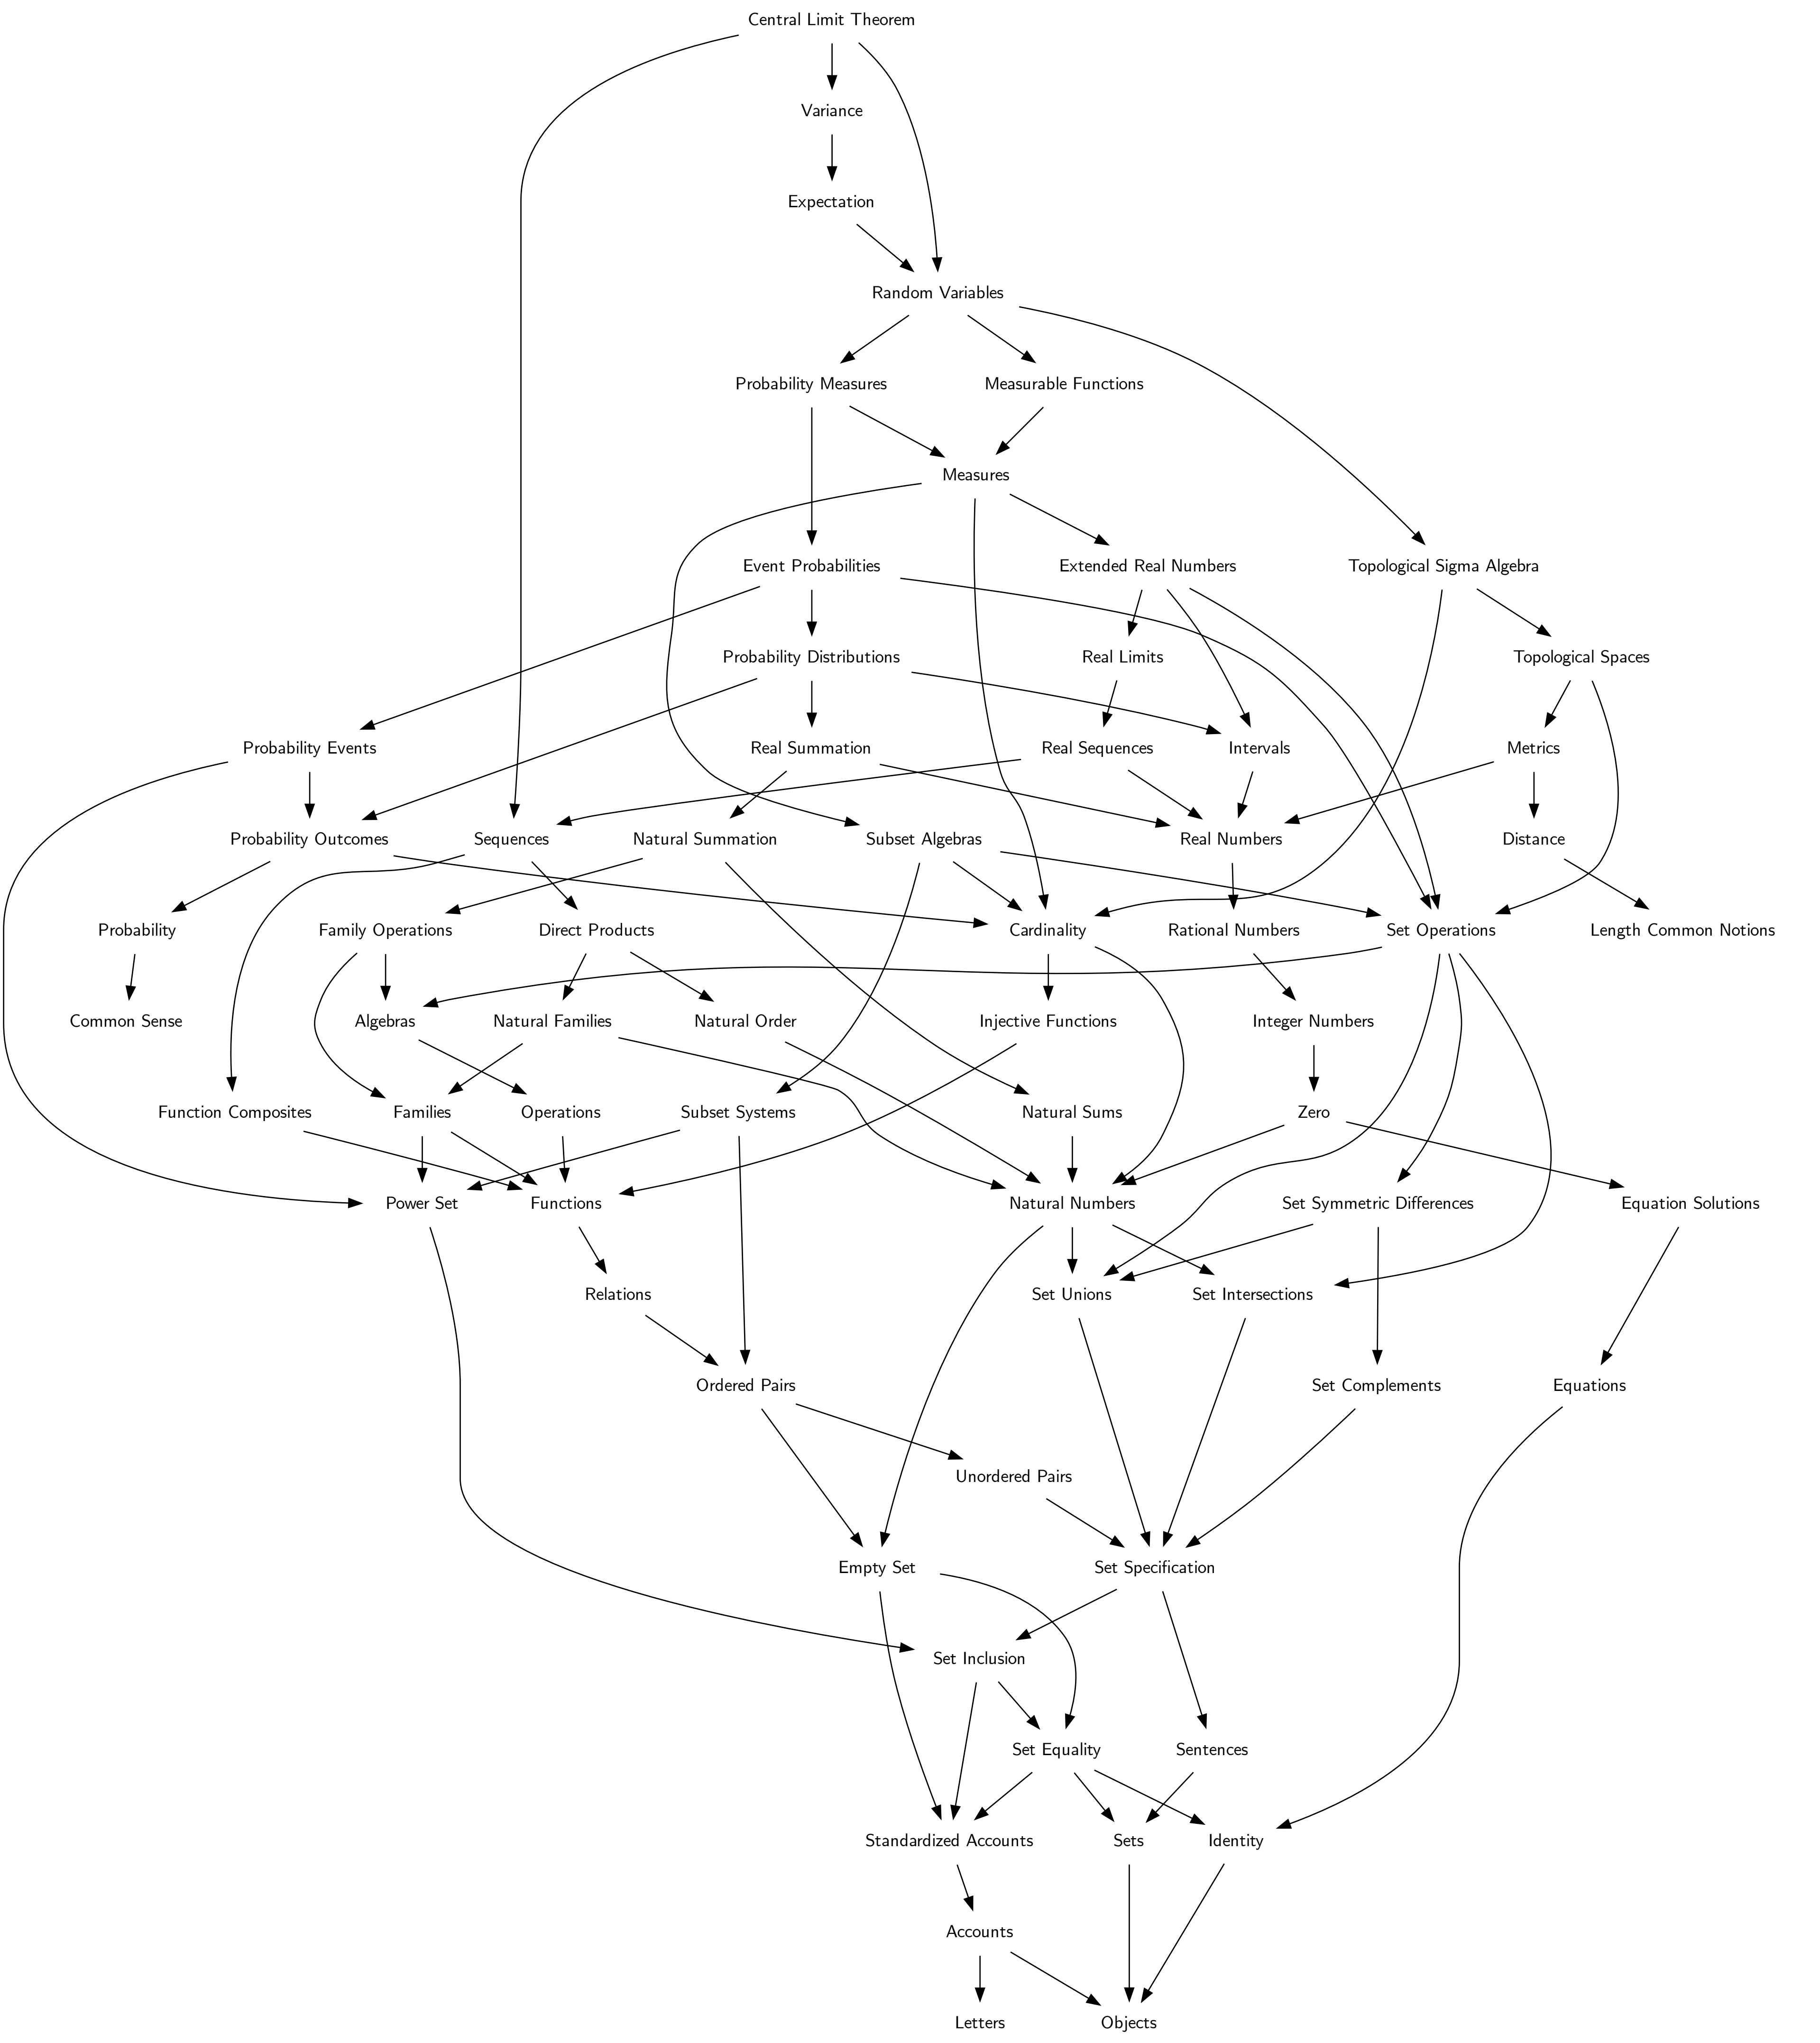 Central Limit Theorem
Variance
Expectation
Random Variables
Probability Measures
Measurable Functions
Measures
Event Probabilities
Extended Real Numbers
Topological Sigma Algebra
Probability Distributions
Real Limits
Topological Spaces
Probability Events
Real Summation
Real Sequences
Intervals
Metrics
Probability Outcomes
Sequences
Natural Summation
Subset Algebras
Real Numbers
Distance
Probability
Family Operations
Direct Products
Cardinality
Rational Numbers
Set Operations
Length Common Notions
Common Sense
Algebras
Natural Families
Natural Order
Injective Functions
Integer Numbers
Function Composites
Families
Operations
Subset Systems
Natural Sums
Zero
Power Set
Functions
Natural Numbers
Set Symmetric Differences
Equation Solutions
Relations
Set Unions
Set Intersections
Ordered Pairs
Set Complements
Equations
Unordered Pairs
Empty Set
Set Specification
Set Inclusion
Set Equality
Sentences
Standardized Accounts
Sets
Identity
Accounts
Letters
Objects